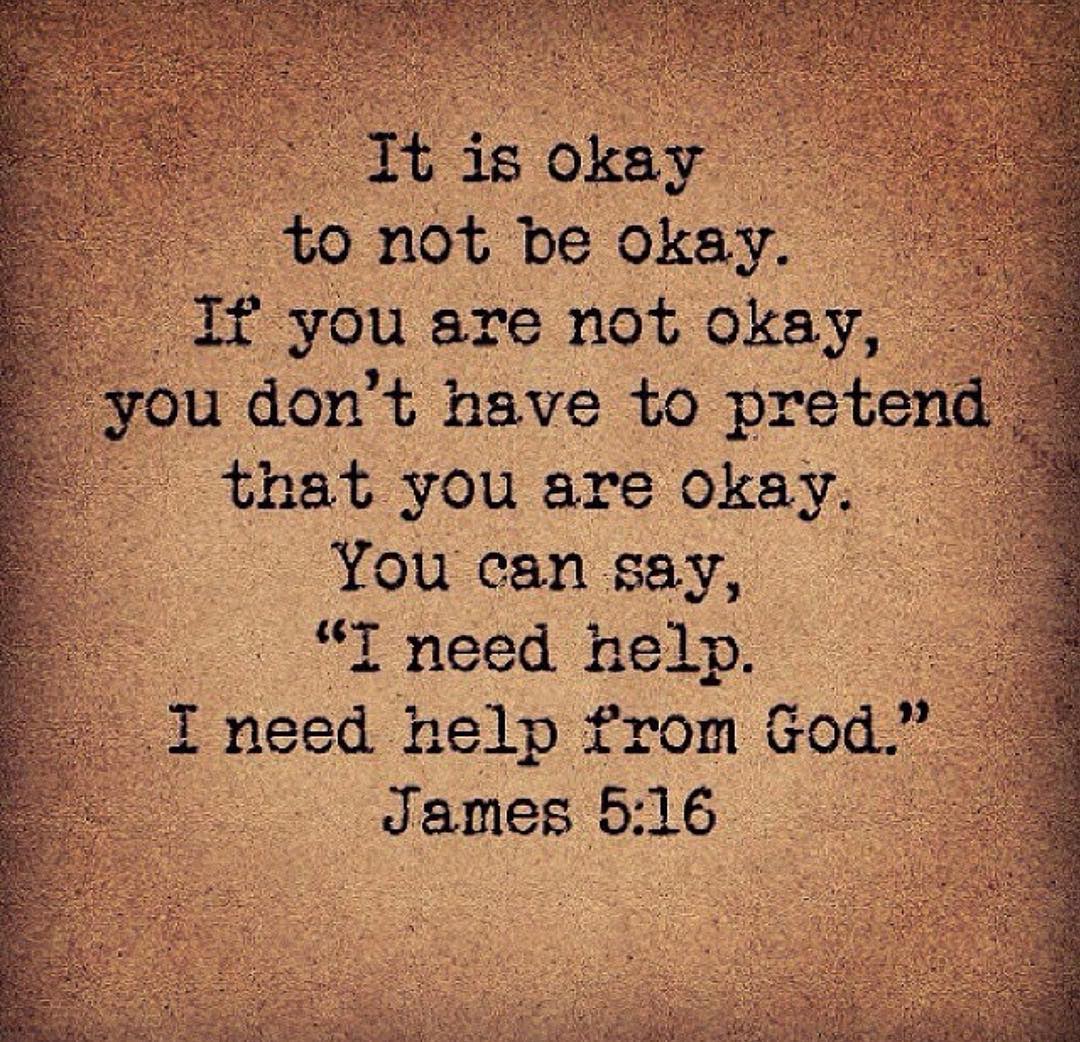 It is okay
to not be okay.
If you are not okay,
you don't have to pretend
that you are okay.
You can say,
“I need help.
I need help from God.”
James 5:16